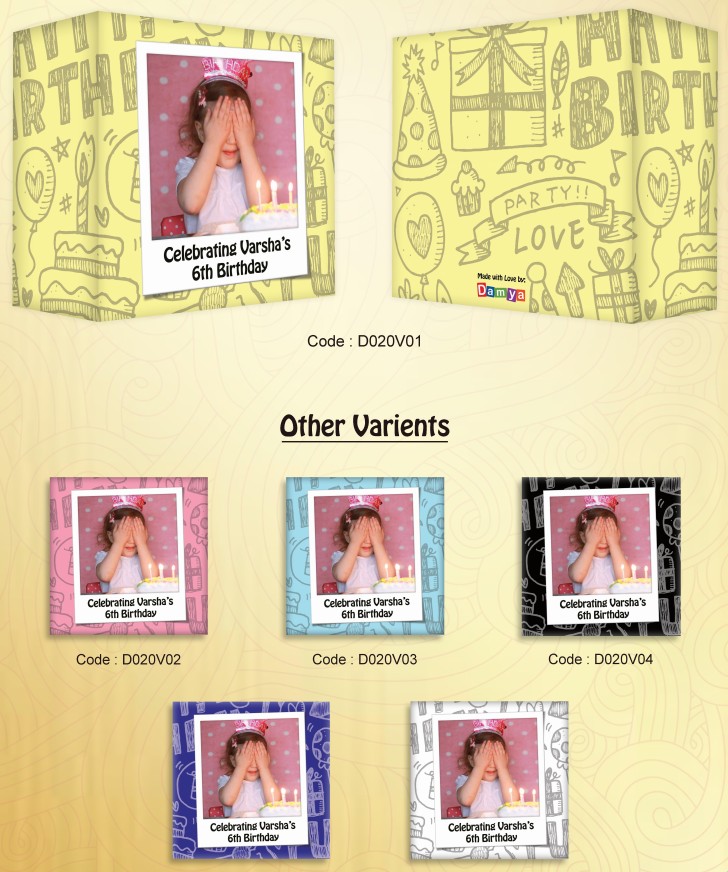 Celebrating Varsha's
6th Birthday
BIRTH
PARTY!!
LOVE
BIRTH
Made with Love by:
Damya
Code : D020V01
Other Varients
Celebrating Varsha's
6th Birthday
Celebrating Varsha's
6th Birthday
Celebrating Varsha's
6th Birthday
Code : D020V02
Code : D020V03
Code : D020V04
Celebrating Varsha's
6th Birthday
Celebrating Varsha's
6th Birthday